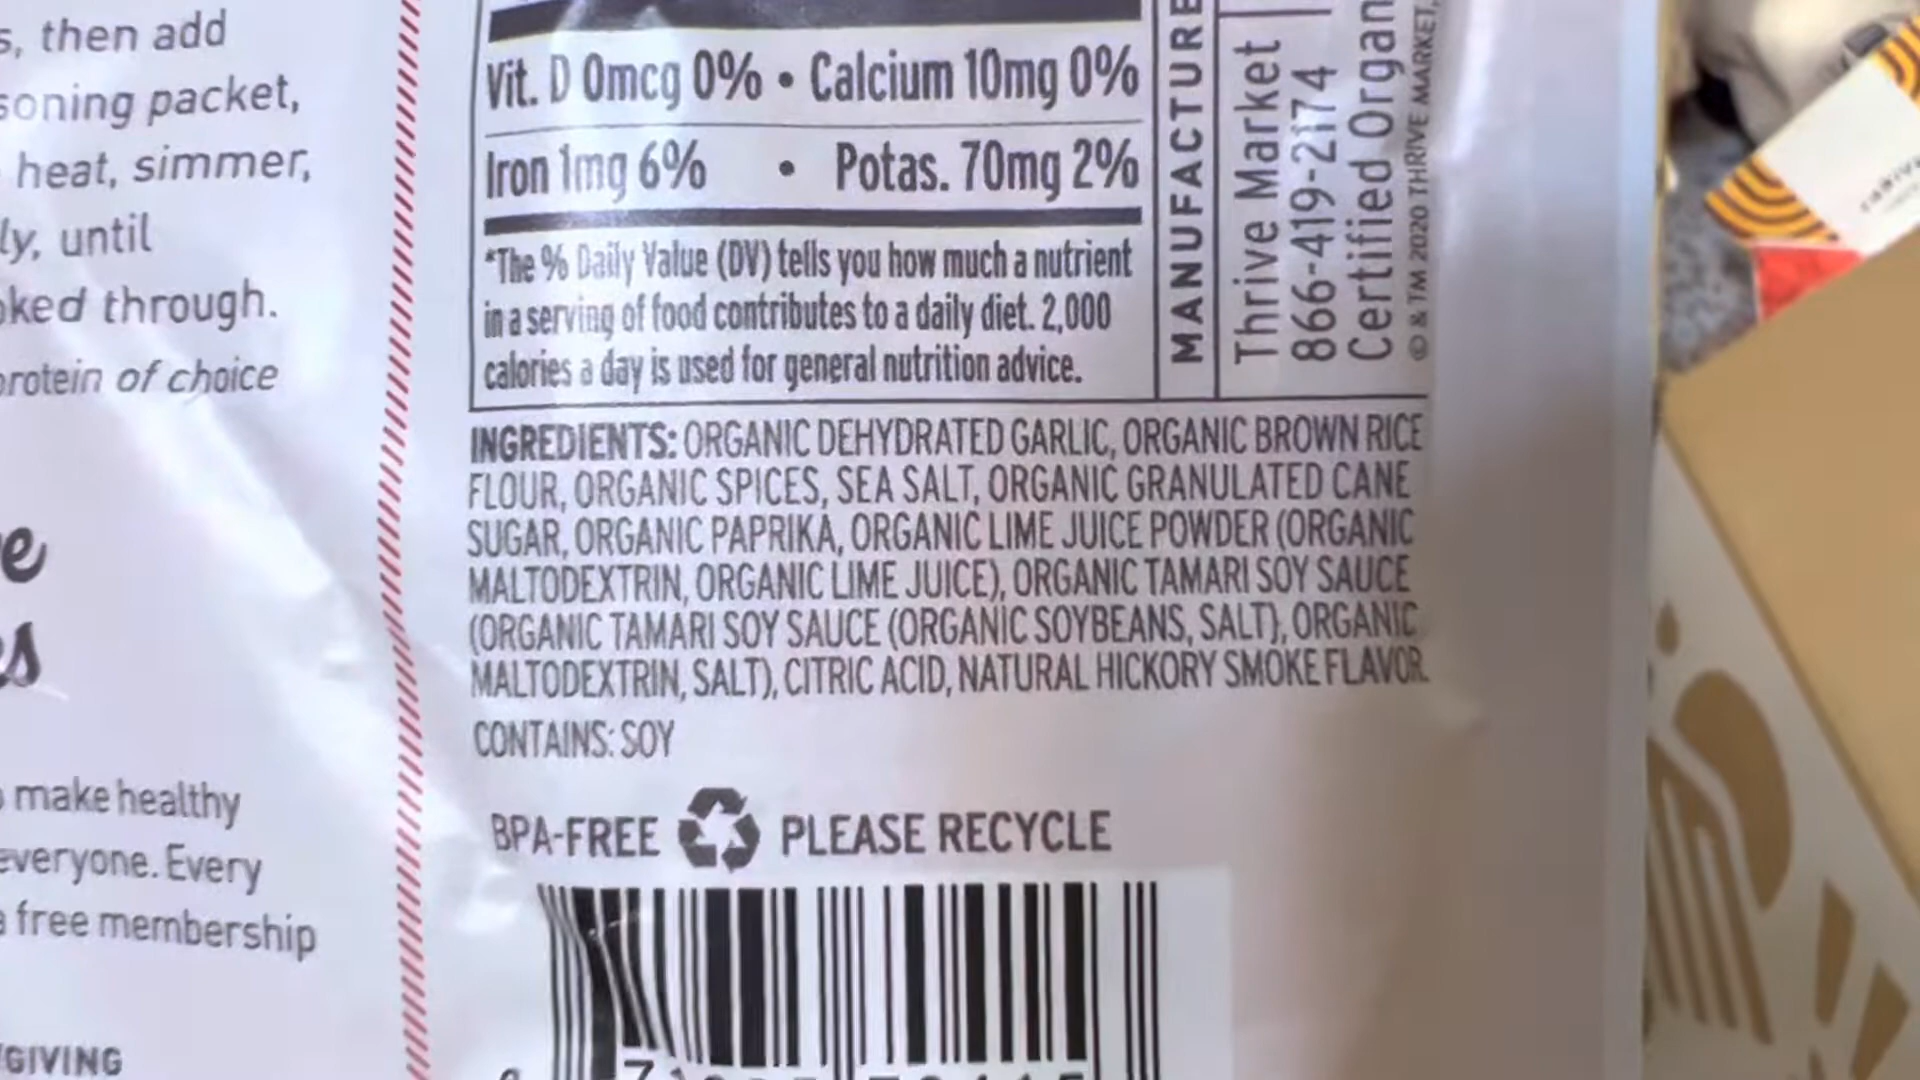 s, then add
soning packet,
heat, simmer,
ly, until
oked through.
protein of choice
e
es
make healthy
everyone. Every
a free membership
GIVING
Vit. D 0mcg 0% • Calcium 10mg 0%
Iron 1mg 6% • Potas. 70mg 2%
*The % Daily Value (DV) tells you how much a nutrient
in a serving of food contributes to a daily diet. 2,000
calories a day is used for general nutrition advice.
MANUFACTURE
Thrive Market
866-419-2174
Certified Organ
© & TM 2020 THRIVE MARKET,
INGREDIENTS: ORGANIC DEHYDRATED GARLIC, ORGANIC BROWN RICE
FLOUR, ORGANIC SPICES, SEA SALT, ORGANIC GRANULATED CANE
SUGAR, ORGANIC PAPRIKA, ORGANIC LIME JUICE POWDER (ORGANIC
MALTODEXTRIN, ORGANIC LIME JUICE), ORGANIC TAMARI SOY SAUCE
(ORGANIC TAMARI SOY SAUCE (ORGANIC SOYBEANS, SALT), ORGANIC
MALTODEXTRIN, SALT), CITRIC ACID, NATURAL HICKORY SMOKE FLAVOR.
CONTAINS: SOY
BPA-FREE PLEASE RECYCLE